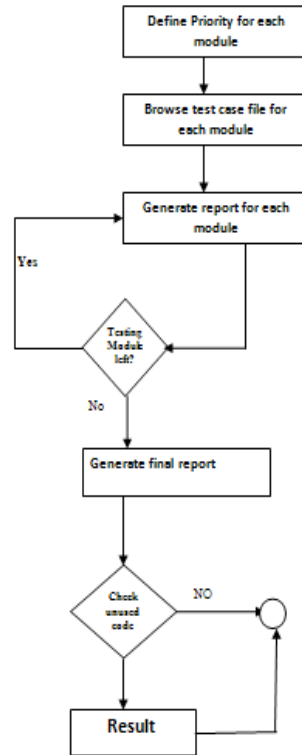 Define Priority for each
module
Browse test case file for
each module
Generate report for each
module
Yes
Testing
Module
left?
No
Generate final report
Check
unused
code
NO
Result